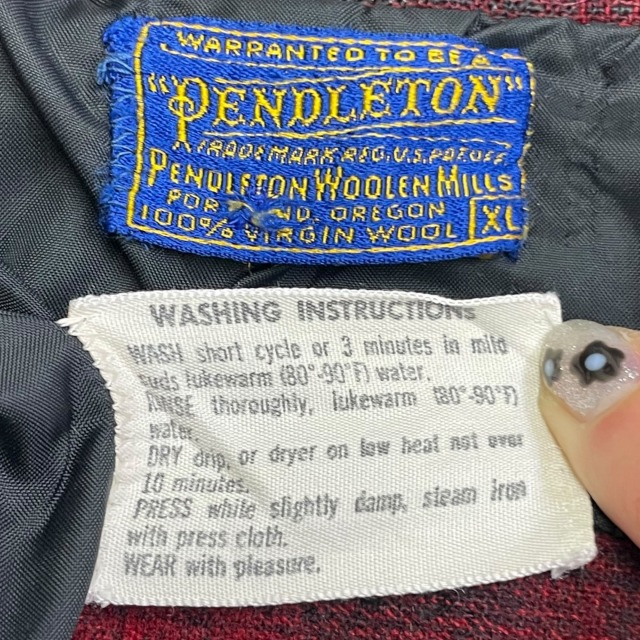 WARRANTED TO BE A
"PENDLETON"
TRADEMARK REG. U.S. PAT. OFF.
PENDLETON WOOLEN MILLS
PORTLAND, OREGON
100% VIRGIN WOOL XL
WASHING INSTRUCTIONS
WASH short cycle or 3 minutes in mild
suds lukewarm (80°-90°F) water.
RINSE thoroughly, lukewarm (80°-90°F)
water.
DRY drip, or dryer on low heat not over
10 minutes.
PRESS while slightly damp, steam iron
with press cloth.
WEAR with pleasure.